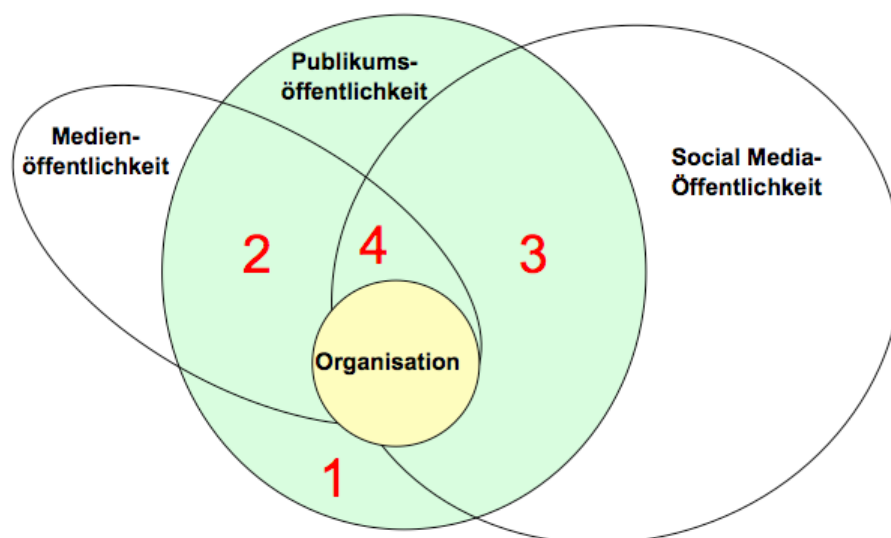 Publikums-
öffentlichkeit
Medien-
öffentlichkeit
Social Media-
Öffentlichkeit
2
4
3
Organisation
1